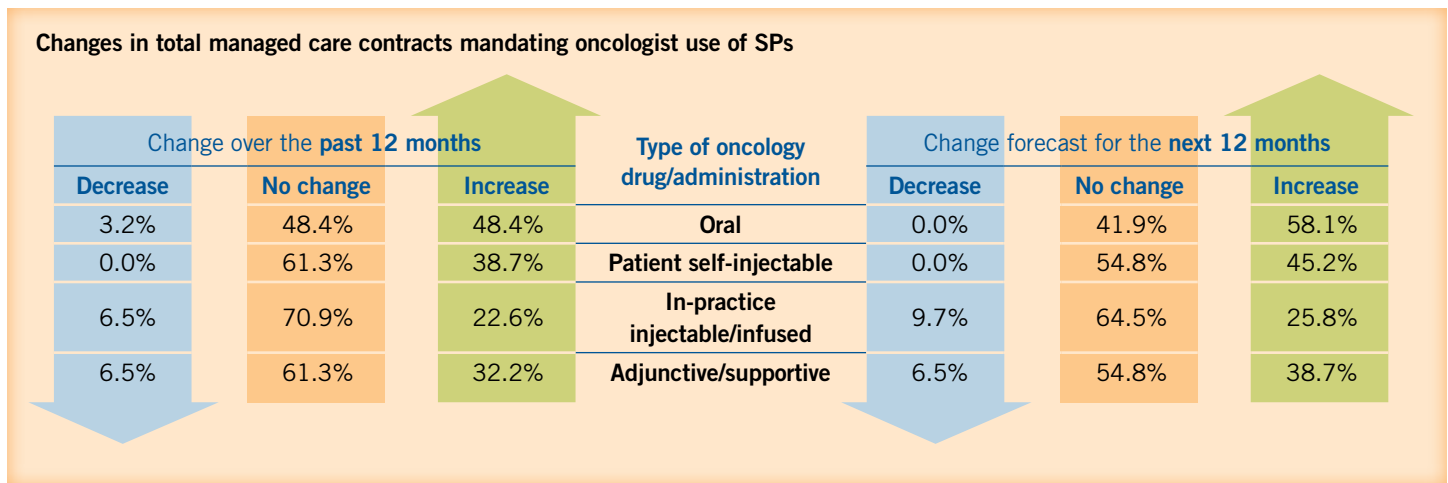 Changes in total managed care contracts mandating oncologist use of SPs
Change over the past 12 months
Type of oncology
drug/administration
Change forecast for the next 12 months
Decrease No change Increase
Decrease No change Increase
3.2% 48.4% 48.4% Oral 0.0% 41.9% 58.1%
0.0% 61.3% 38.7% Patient self-injectable 0.0% 54.8% 45.2%
6.5% 70.9% 22.6% In-practice
injectable/infused 9.7% 64.5% 25.8%
6.5% 61.3% 32.2% Adjunctive/supportive 6.5% 54.8% 38.7%